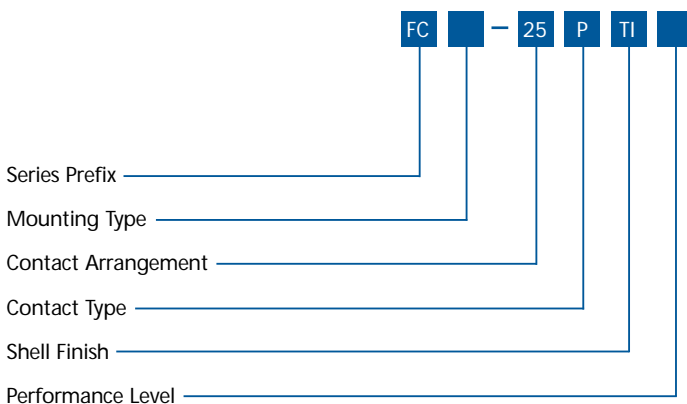 FC – 25 P TI
Series Prefix
Mounting Type
Contact Arrangement
Contact Type
Shell Finish
Performance Level